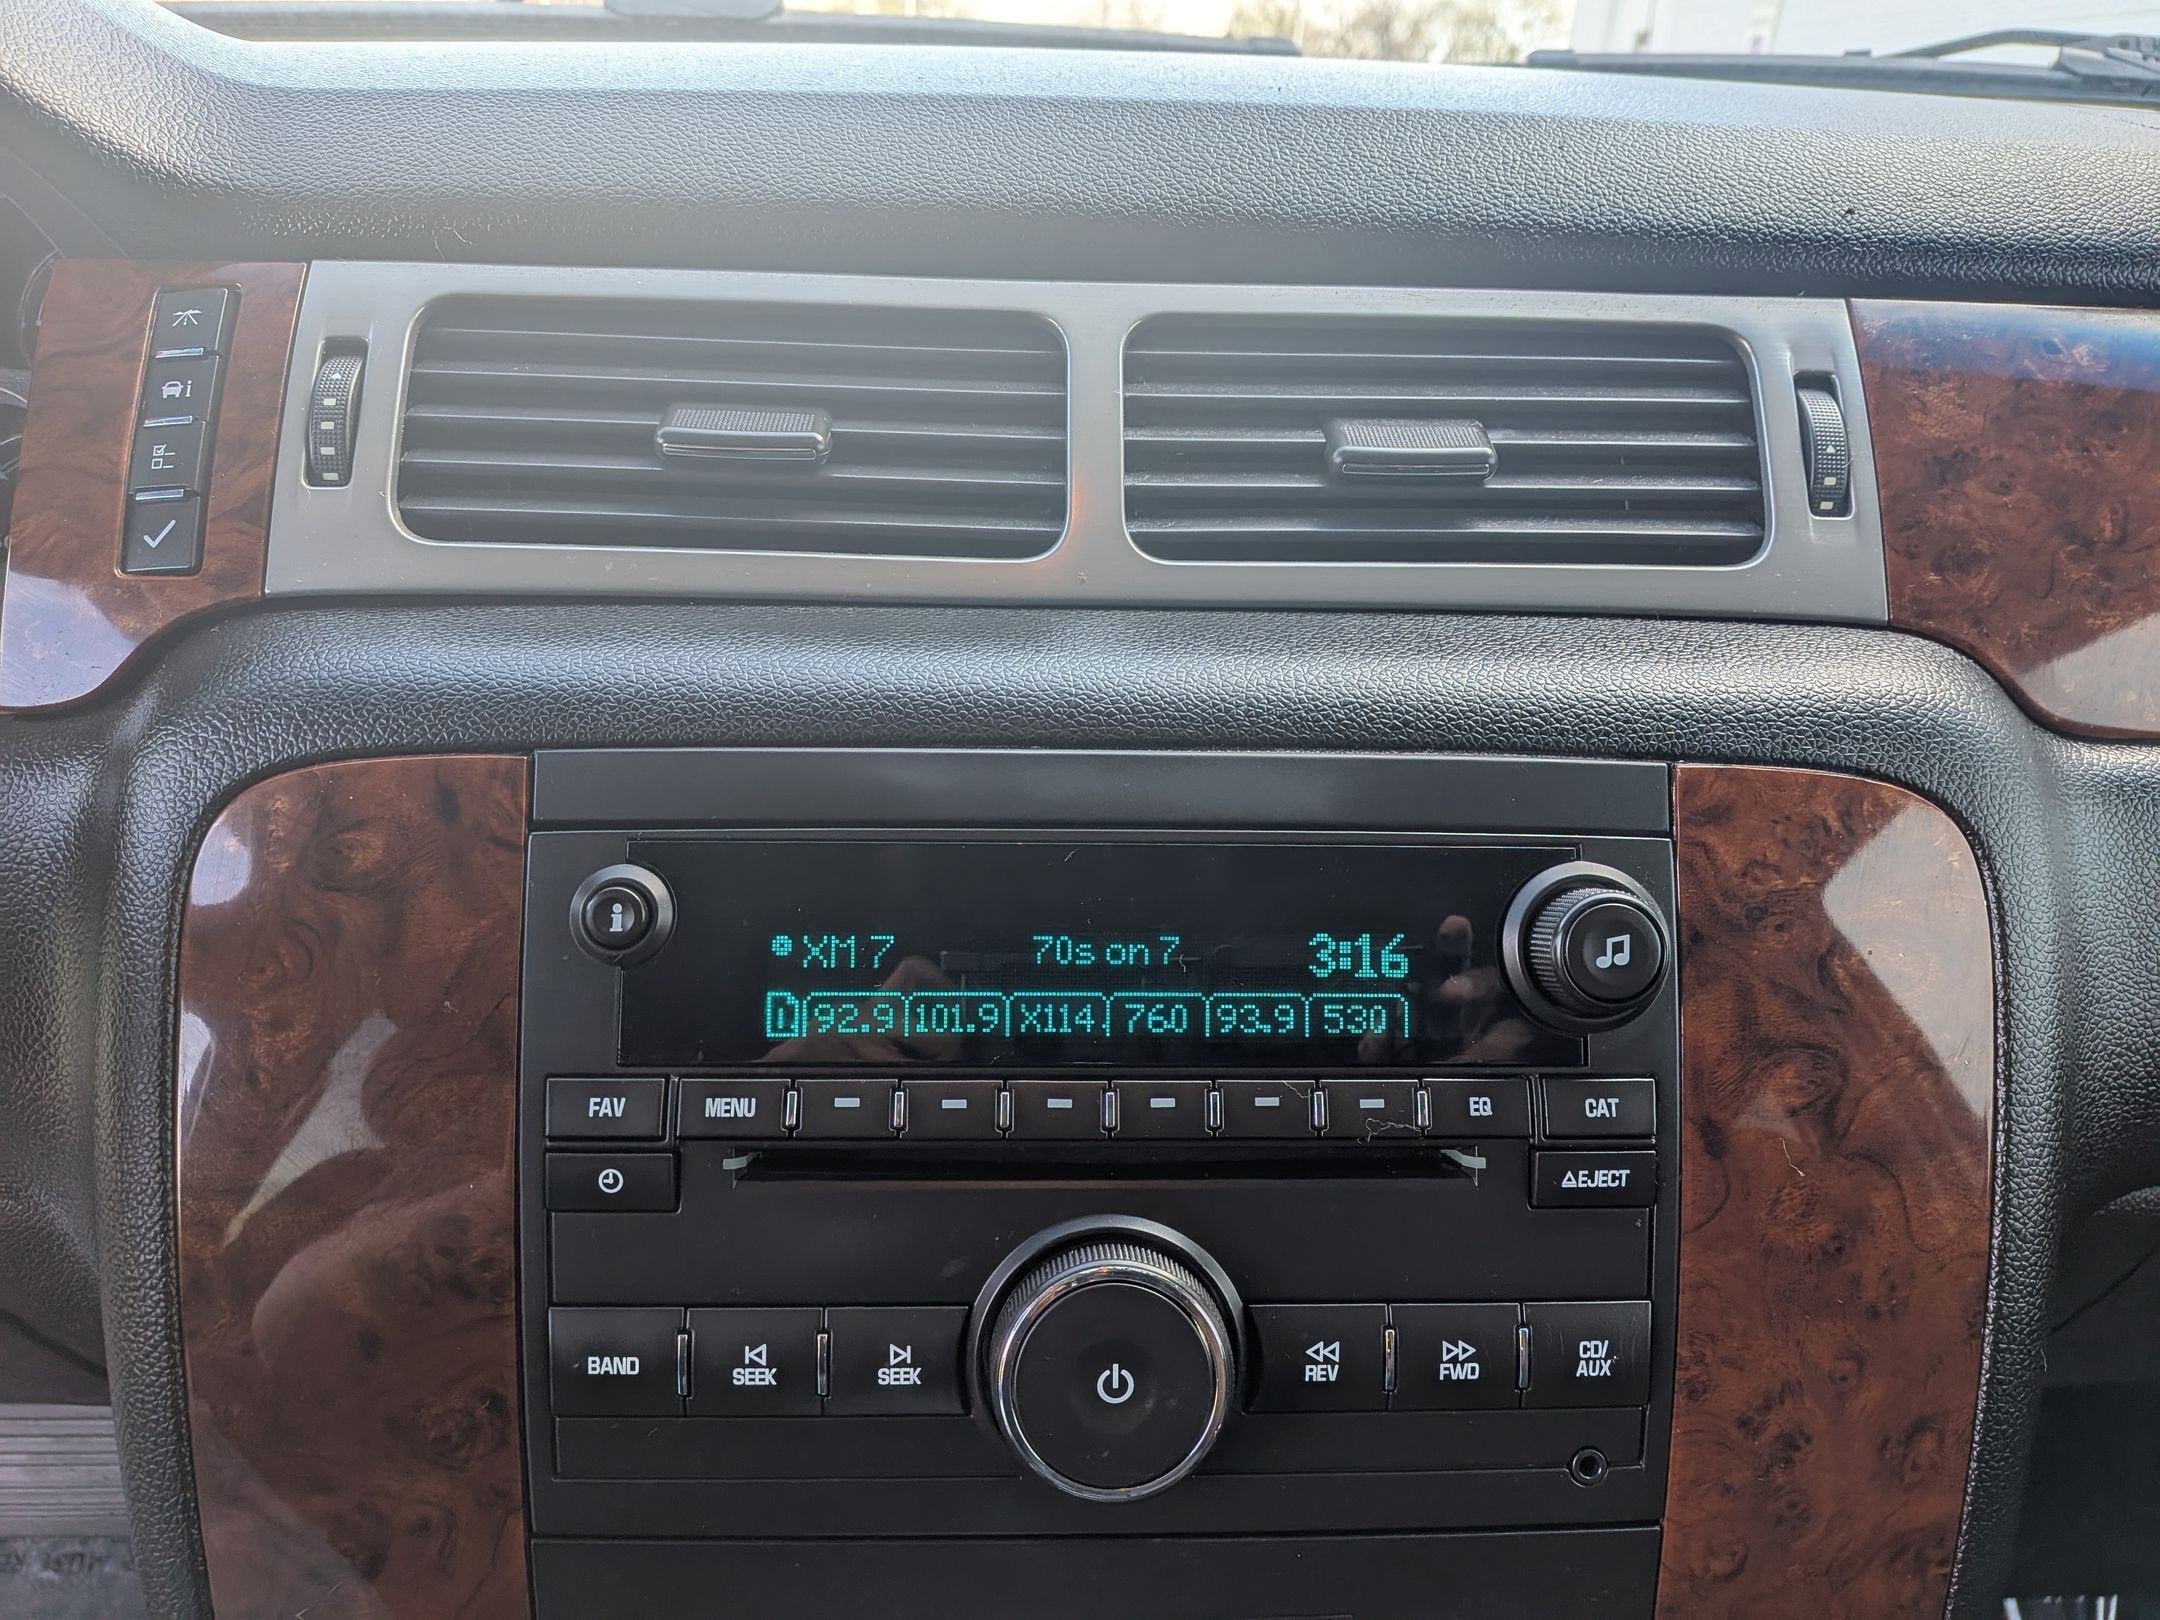 XM 7 70s on 7 3:16
1 92.9 101.9 X114 760 93.9 530
FAV MENU EQ CAT
EJECT
BAND SEEK SEEK REV FWD CD/AUX